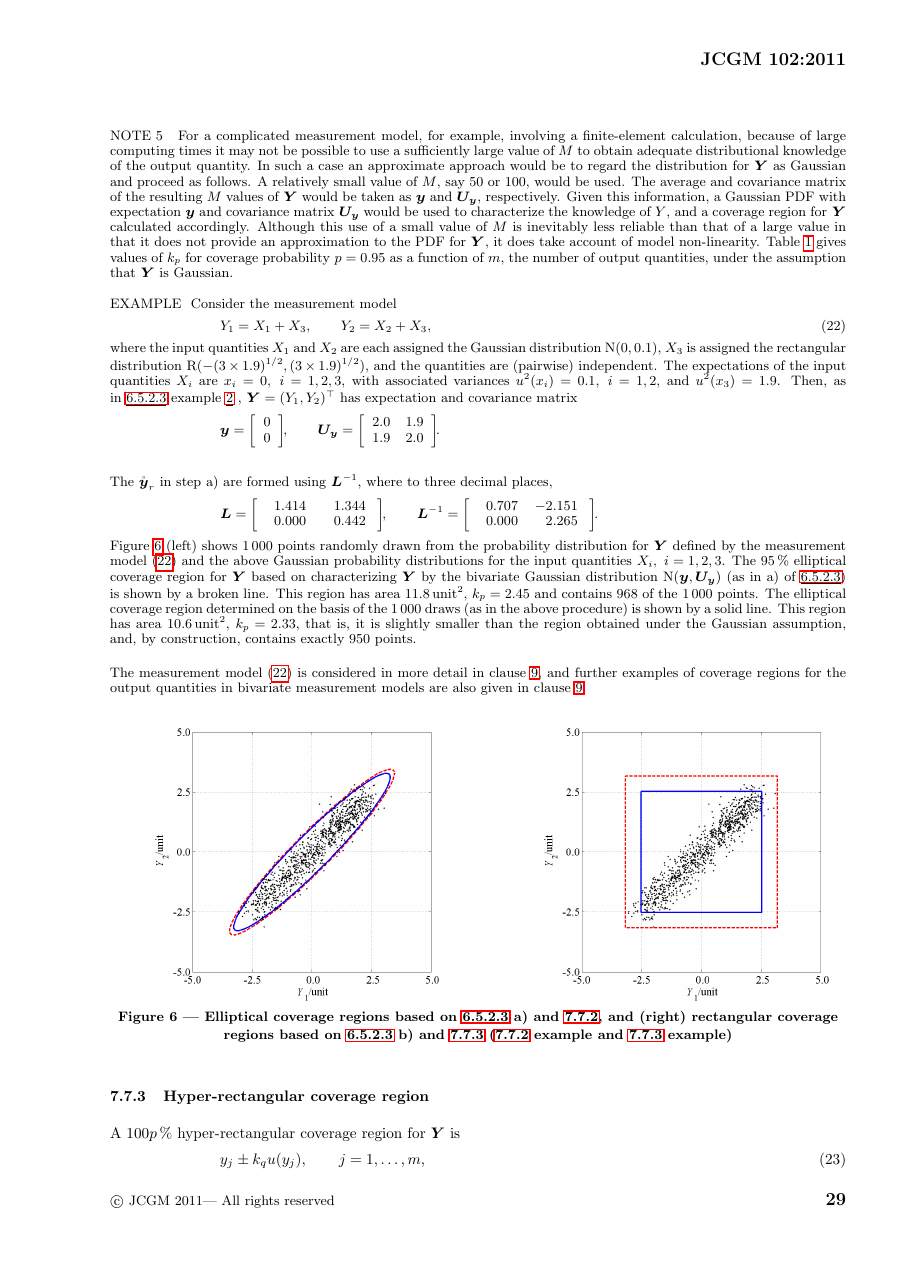 JCGM 102:2011
NOTE 5 For a complicated measurement model, for example, involving a finite-element calculation, because of large
computing times it may not be possible to use a sufficiently large value of M to obtain adequate distributional knowledge
of the output quantity. In such a case an approximate approach would be to regard the distribution for Y as Gaussian
and proceed as follows. A relatively small value of M, say 50 or 100, would be used. The average and covariance matrix
of the resulting M values of Y would be taken as y and U_y, respectively. Given this information, a Gaussian PDF with
expectation y and covariance matrix U_y would be used to characterize the knowledge of Y, and a coverage region for Y
calculated accordingly. Although this use of a small value of M is inevitably less reliable than that of a large value in
that it does not provide an approximation to the PDF for Y, it does take account of model non-linearity. Table 1 gives
values of k_p for coverage probability p = 0.95 as a function of m, the number of output quantities, under the assumption
that Y is Gaussian.
EXAMPLE Consider the measurement model
Y₁ = X₁ + X₃, Y₂ = X₂ + X₃, (22)
where the input quantities X₁ and X₂ are each assigned the Gaussian distribution N(0, 0.1), X₃ is assigned the rectangular
distribution R(−(3 × 1.9)^{1/2}, (3 × 1.9)^{1/2}), and the quantities are (pairwise) independent. The expectations of the input
quantities X_i are x_i = 0, i = 1, 2, 3, with associated variances u²(x_i) = 0.1, i = 1, 2, and u²(x₃) = 1.9. Then, as
in 6.5.2.3 example 2 , Y = (Y₁, Y₂)^⊤ has expectation and covariance matrix
y = [ 0 ; 0 ], U_y = [ 2.0 1.9 ; 1.9 2.0 ].
The ẙ_r in step a) are formed using L⁻¹, where to three decimal places,
L = [ 1.414 1.344 ; 0.000 0.442 ], L⁻¹ = [ 0.707 −2.151 ; 0.000 2.265 ].
Figure 6 (left) shows 1 000 points randomly drawn from the probability distribution for Y defined by the measurement
model (22) and the above Gaussian probability distributions for the input quantities X_i, i = 1, 2, 3. The 95 % elliptical
coverage region for Y based on characterizing Y by the bivariate Gaussian distribution N(y, U_y) (as in a) of 6.5.2.3)
is shown by a broken line. This region has area 11.8 unit², k_p = 2.45 and contains 968 of the 1 000 points. The elliptical
coverage region determined on the basis of the 1 000 draws (as in the above procedure) is shown by a solid line. This region
has area 10.6 unit², k_p = 2.33, that is, it is slightly smaller than the region obtained under the Gaussian assumption,
and, by construction, contains exactly 950 points.
The measurement model (22) is considered in more detail in clause 9, and further examples of coverage regions for the
output quantities in bivariate measurement models are also given in clause 9.
5.0
2.5
0.0
-2.5
-5.0
Y₂/unit
-5.0 -2.5 0.0 2.5 5.0
Y₁/unit
5.0
2.5
0.0
-2.5
-5.0
Y₂/unit
-5.0 -2.5 0.0 2.5 5.0
Y₁/unit
Figure 6 — Elliptical coverage regions based on 6.5.2.3 a) and 7.7.2, and (right) rectangular coverage
regions based on 6.5.2.3 b) and 7.7.3 (7.7.2 example and 7.7.3 example)
7.7.3 Hyper-rectangular coverage region
A 100p % hyper-rectangular coverage region for Y is
y_j ± k_q u(y_j), j = 1, . . . , m, (23)
© JCGM 2011— All rights reserved 29